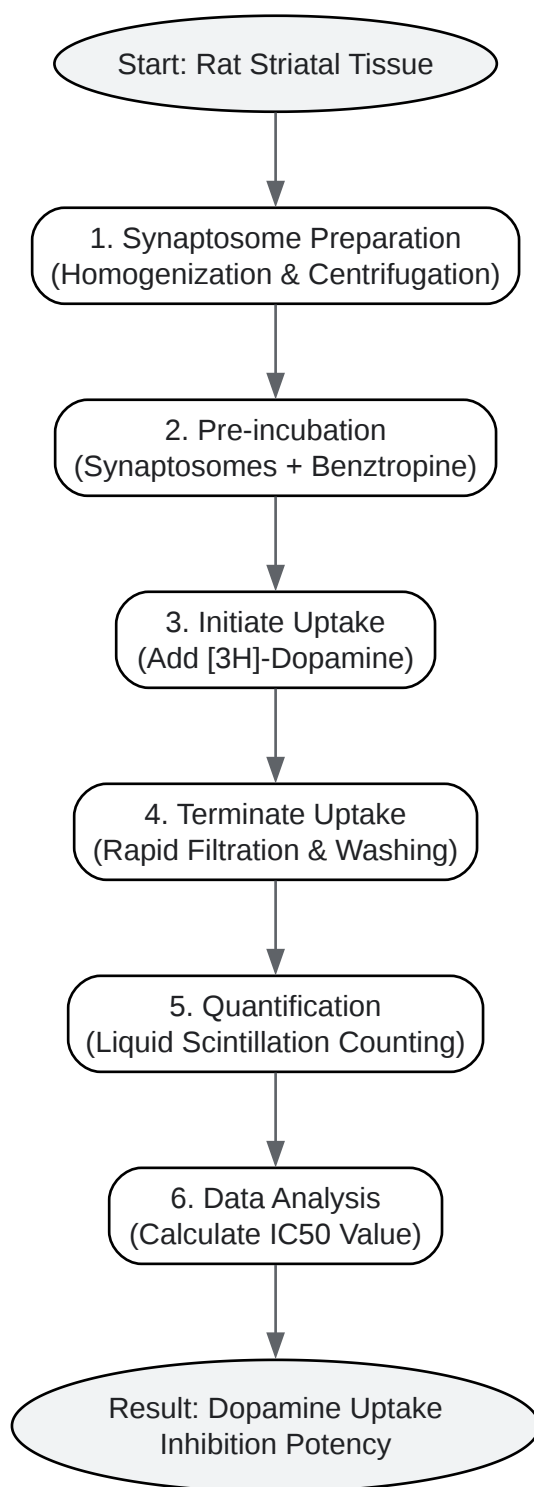 Start: Rat Striatal Tissue
1. Synaptosome Preparation
(Homogenization & Centrifugation)
2. Pre-incubation
(Synaptosomes + Benztropine)
3. Initiate Uptake
(Add [3H]-Dopamine)
4. Terminate Uptake
(Rapid Filtration & Washing)
5. Quantification
(Liquid Scintillation Counting)
6. Data Analysis
(Calculate IC50 Value)
Result: Dopamine Uptake
Inhibition Potency